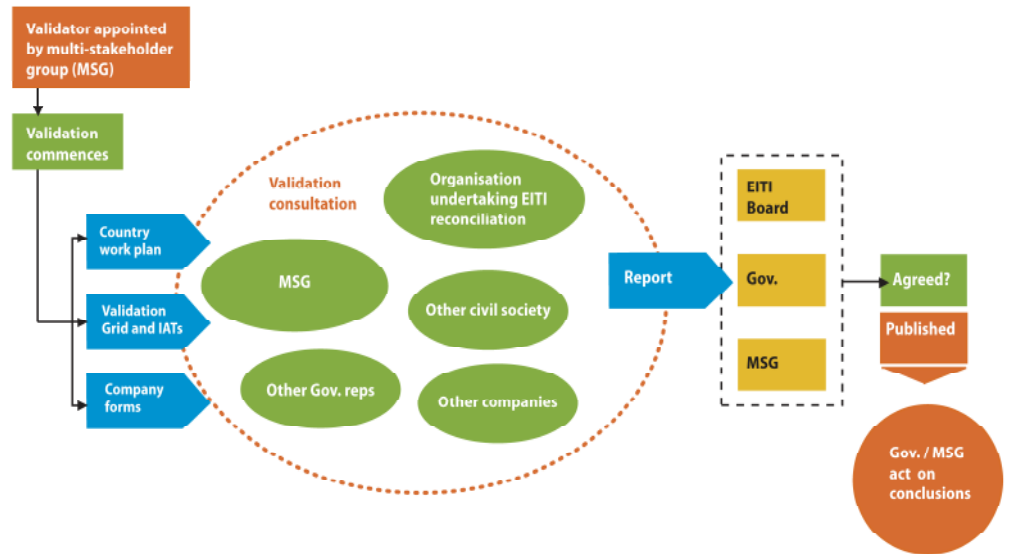 Validator appointed
by multi-stakeholder
group (MSG)
Validation
commences
Country
work plan
Validation
Grid and IATs
Company
forms
Validation
consultation
Organisation
undertaking EITI
reconciliation
MSG
Other civil society
Other Gov. reps
Other companies
Report
EITI
Board
Gov.
MSG
Agreed?
Published
Gov. / MSG
act on
conclusions